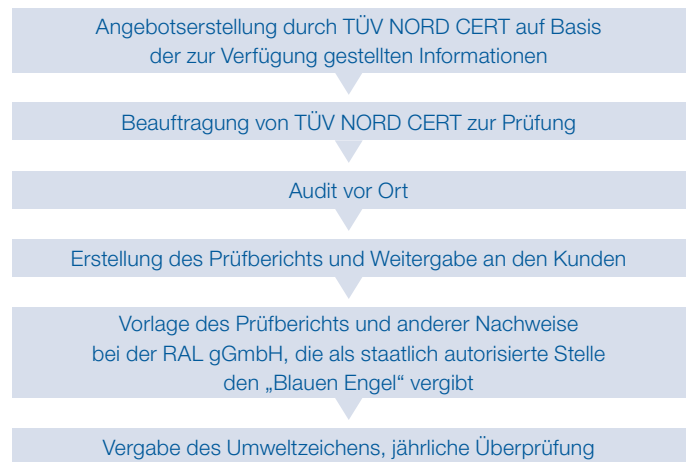 Angebotserstellung durch TÜV NORD CERT auf Basis
der zur Verfügung gestellten Informationen
Beauftragung von TÜV NORD CERT zur Prüfung
Audit vor Ort
Erstellung des Prüfberichts und Weitergabe an den Kunden
Vorlage des Prüfberichts und anderer Nachweise
bei der RAL gGmbH, die als staatlich autorisierte Stelle
den „Blauen Engel“ vergibt
Vergabe des Umweltzeichens, jährliche Überprüfung